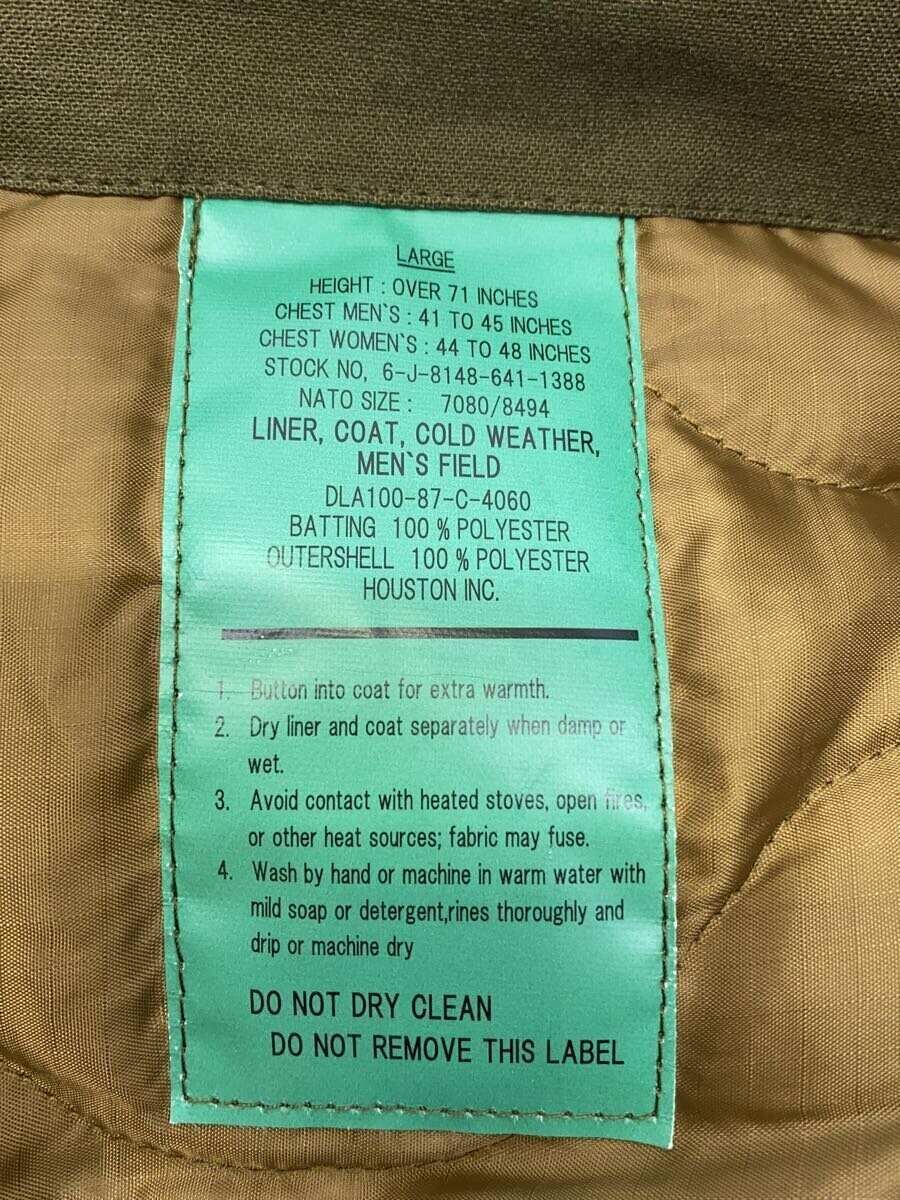 LARGE
HEIGHT : OVER 71 INCHES
CHEST MEN`S : 41 TO 45 INCHES
CHEST WOMEN`S : 44 TO 48 INCHES
STOCK NO, 6-J-8148-641-1388
NATO SIZE : 7080/8494
LINER, COAT, COLD WEATHER,
MEN`S FIELD
DLA100-87-C-4060
BATTING 100 % POLYESTER
OUTERSHELL 100 % POLYESTER
HOUSTON INC.
1. Button into coat for extra warmth.
2. Dry liner and coat separately when damp or
wet.
3. Avoid contact with heated stoves, open fires,
or other heat sources; fabric may fuse.
4. Wash by hand or machine in warm water with
mild soap or detergent,rines thoroughly and
drip or machine dry
DO NOT DRY CLEAN
DO NOT REMOVE THIS LABEL